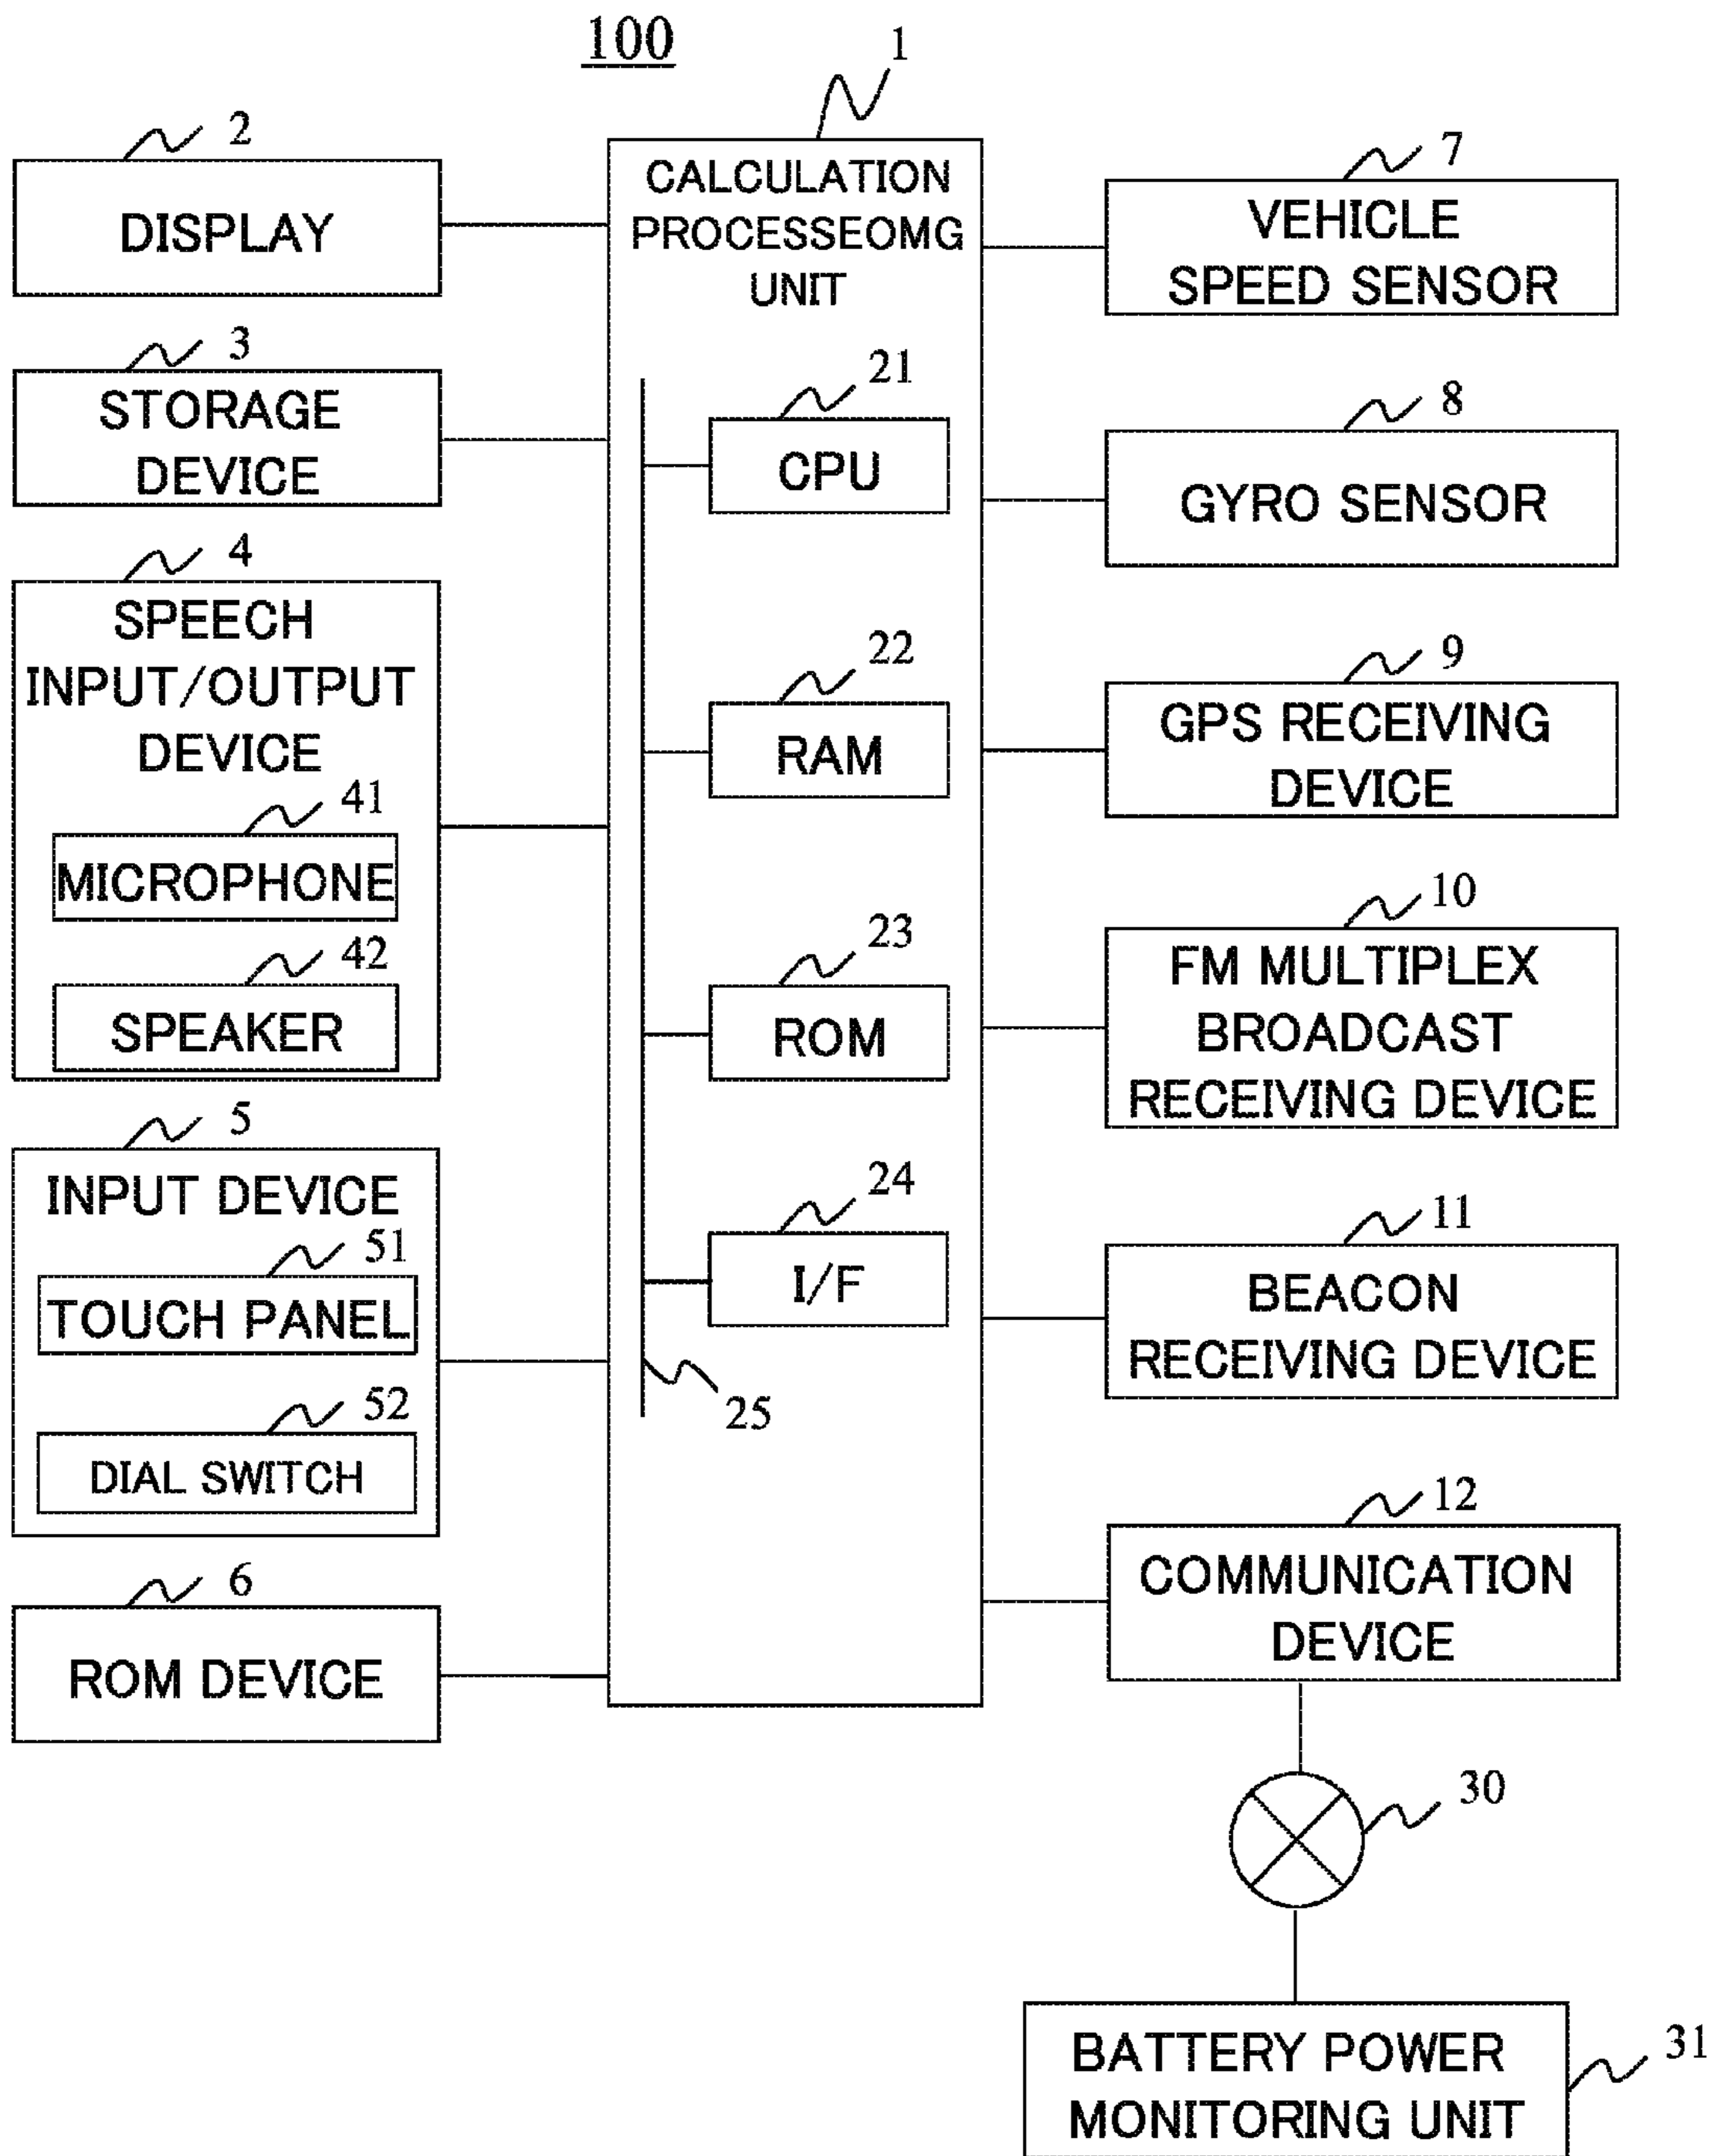 100
1
CALCULATION
PROCESSEOMG
UNIT
2
DISPLAY
3
STORAGE
DEVICE
4
SPEECH
INPUT/OUTPUT
DEVICE
41
MICROPHONE
42
SPEAKER
5
INPUT DEVICE
51
TOUCH PANEL
52
DIAL SWITCH
6
ROM DEVICE
21
CPU
22
RAM
23
ROM
24
I/F
25
7
VEHICLE
SPEED SENSOR
8
GYRO SENSOR
9
GPS RECEIVING
DEVICE
10
FM MULTIPLEX
BROADCAST
RECEIVING DEVICE
11
BEACON
RECEIVING DEVICE
12
COMMUNICATION
DEVICE
30
31
BATTERY POWER
MONITORING UNIT